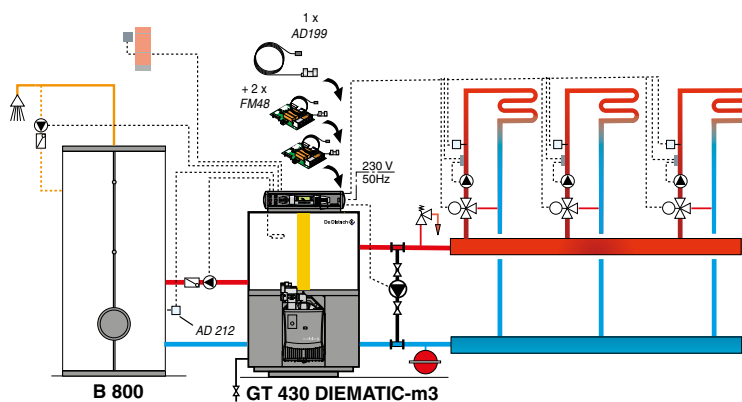 1 x
AD199
+ 2 x
FM48
230 V
50Hz
De Dietrich
AD 212
B 800
GT 430 DIEMATIC-m3